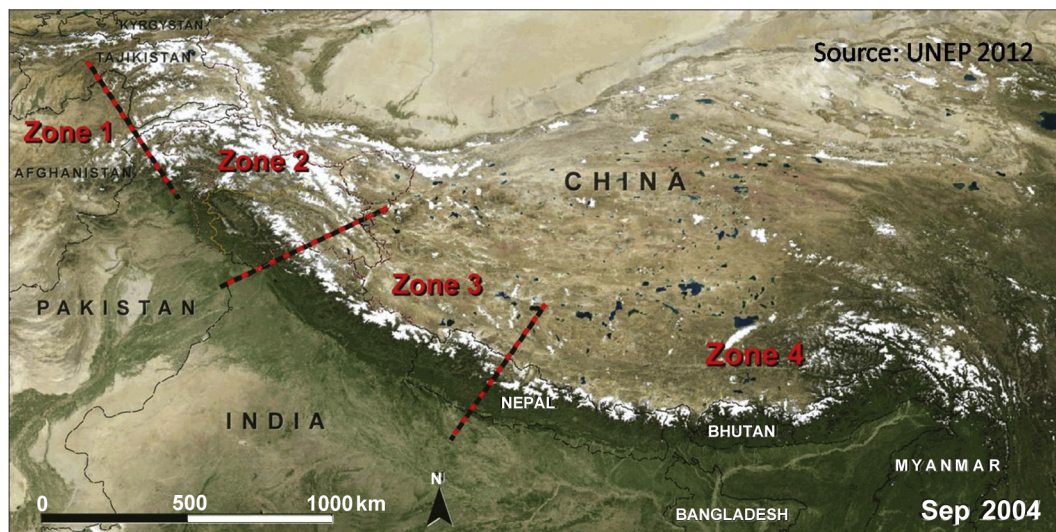 KYRGYSTAN
TAJIKISTAN
Source: UNEP 2012
Zone 1
Zone 2
AFGHANISTAN
CHINA
Zone 3
PAKISTAN
Zone 4
NEPAL
INDIA
BHUTAN
MYANMAR
N
0 500 1000 km
BANGLADESH
Sep 2004